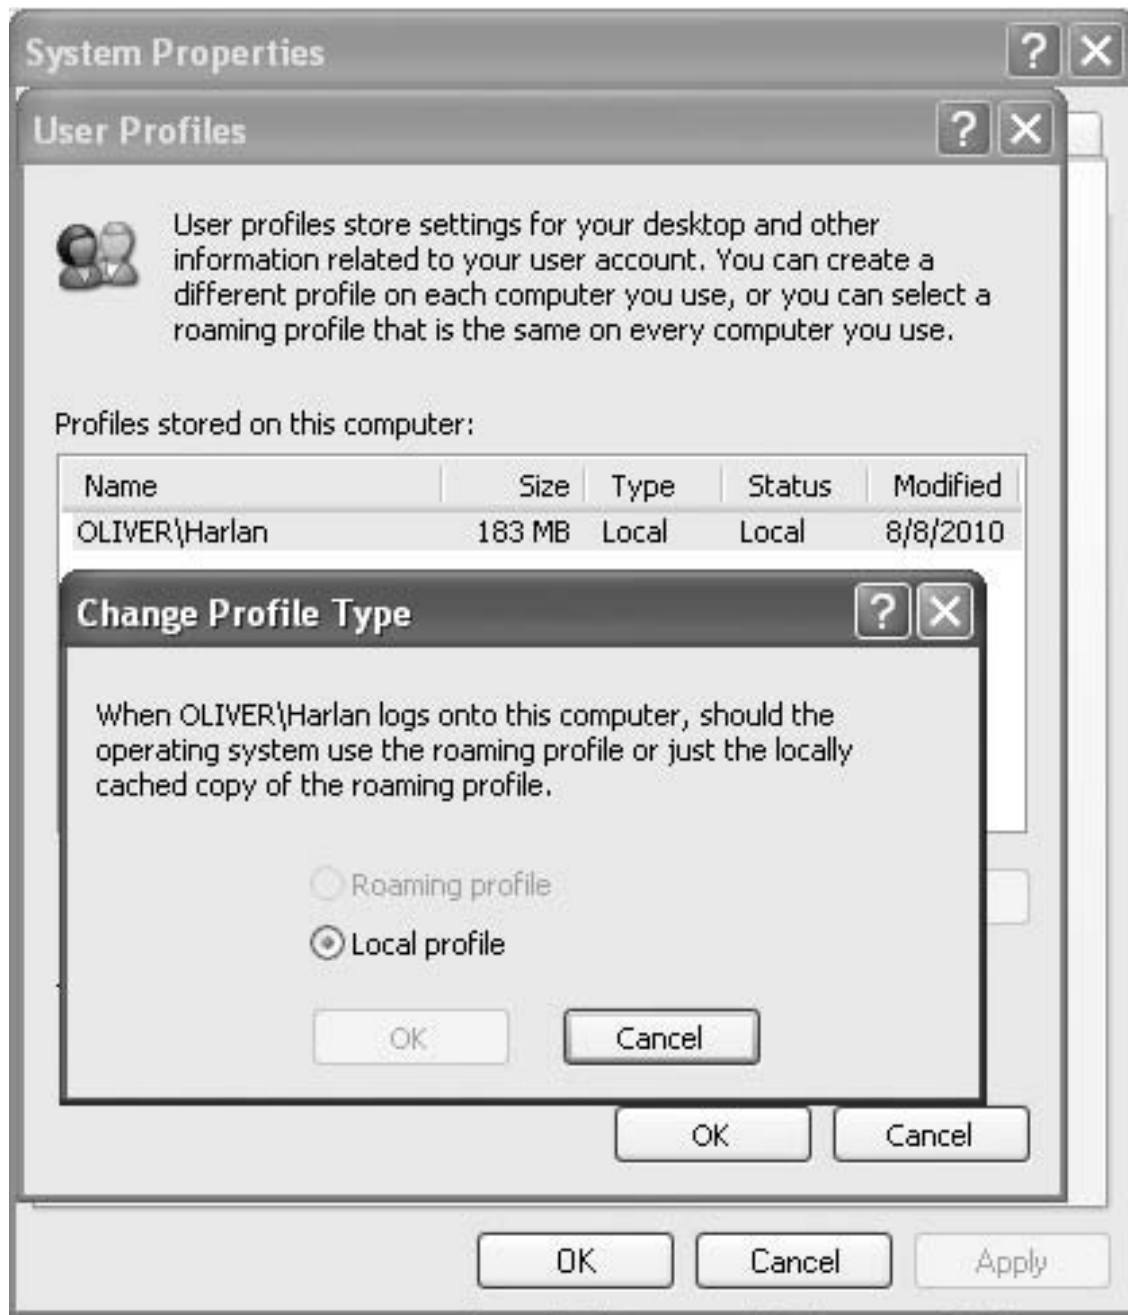 System Properties
User Profiles
User profiles store settings for your desktop and other
information related to your user account. You can create a
different profile on each computer you use, or you can select a
roaming profile that is the same on every computer you use.
Profiles stored on this computer:
Name Size Type Status Modified
OLIVER\Harlan 183 MB Local Local 8/8/2010
Change Profile Type
When OLIVER\Harlan logs onto this computer, should the
operating system use the roaming profile or just the locally
cached copy of the roaming profile.
Roaming profile
Local profile
OK Cancel
OK Cancel
OK Cancel Apply